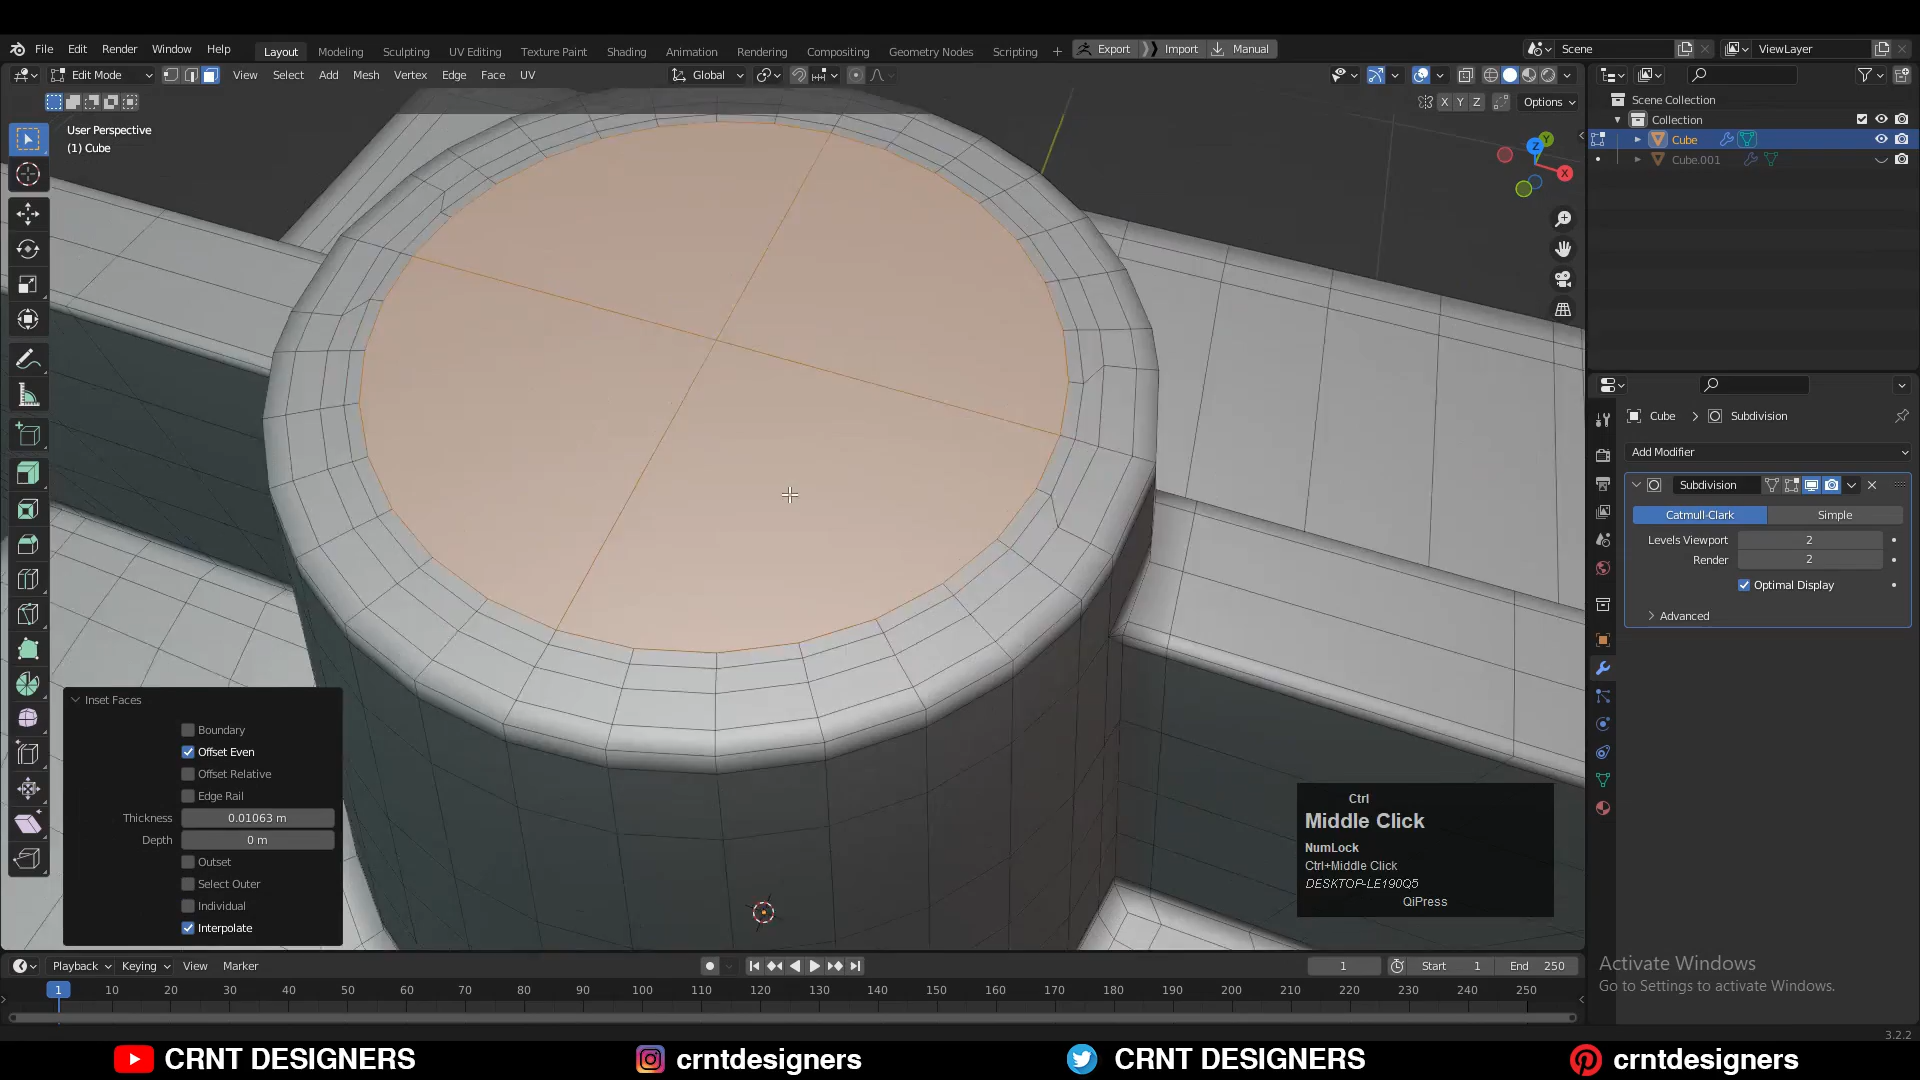 File Edit Render Window Help Layout Modeling Sculpting UV Editing Texture Paint Shading Animation Rendering Compositing Geometry Nodes Scripting + Export Import Manual Scene ViewLayer
Edit Mode View Select Add Mesh Vertex Edge Face UV Global
X Y Z Options
User Perspective
(1) Cube
Scene Collection
Collection
Cube
Cube.001
Z Y X
Cube > Subdivision
Add Modifier
Subdivision
Catmull-Clark Simple
Levels Viewport 2
Render 2
Optimal Display
Advanced
Inset Faces
Boundary
Offset Even
Offset Relative
Edge Rail
Thickness 0.01063 m
Depth 0 m
Outset
Select Outer
Individual
Interpolate
Ctrl
Middle Click
NumLock
Ctrl+Middle Click
DESKTOP-LE190Q5
QiPress
Playback Keying View Marker 1 Start 1 End 250
1 10 20 30 40 50 60 70 80 90 100 110 120 130 140 150 160 170 180 190 200 210 220 230 240 250
Activate Windows
Go to Settings to activate Windows.
3.2.2
CRNT DESIGNERS crntdesigners CRNT DESIGNERS crntdesigners